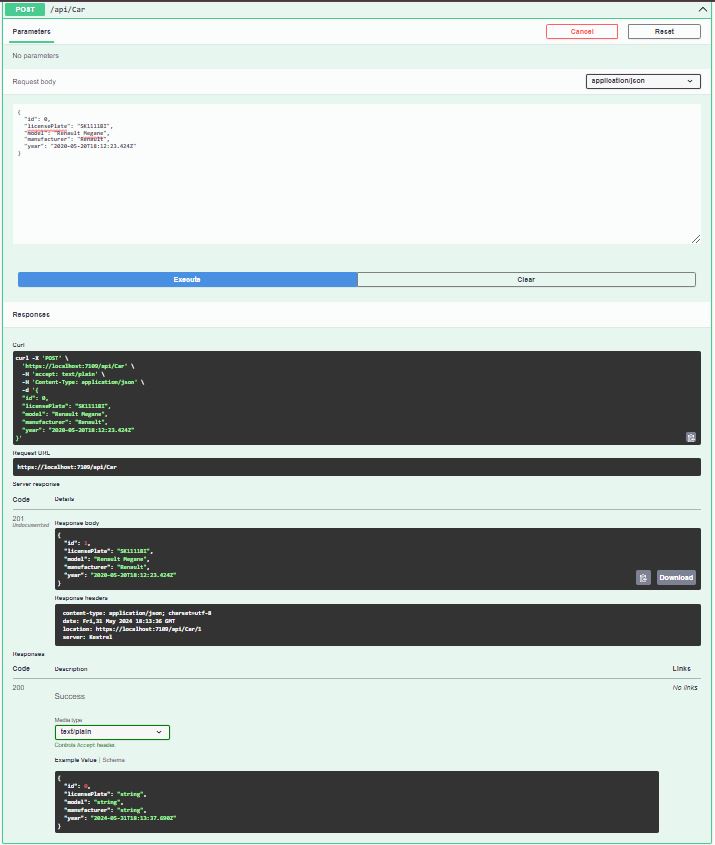 POST /api/Car
Parameters Cancel Reset
No parameters
Request body application/json
{
"id": 0,
"licensePlate": "SK1111BI",
"model": "Renault Megane",
"manufacturer": "Renault",
"year": "2020-05-20T18:12:23.424Z"
}
Execute Clear
Responses
Curl
curl -X 'POST' \
'https://localhost:7109/api/Car' \
-H 'accept: text/plain' \
-H 'Content-Type: application/json' \
-d '{
"id": 0,
"licensePlate": "SK1111BI",
"model": "Renault Megane",
"manufacturer": "Renault",
"year": "2020-05-20T18:12:23.424Z"
}'
Request URL
https://localhost:7109/api/Car
Server response
Code Details
201
Undocumented
Response body
{
"id": 1,
"licensePlate": "SK1111BI",
"model": "Renault Megane",
"manufacturer": "Renault",
"year": "2020-05-20T18:12:23.424Z"
}
Download
Response headers
content-type: application/json; charset=utf-8
date: Fri,31 May 2024 18:13:36 GMT
location: https://localhost:7109/api/Car/1
server: Kestrel
Responses
Code Description Links
200 Success No links
Media type
text/plain
Controls Accept header.
Example Value | Schema
{
"id": 0,
"licensePlate": "string",
"model": "string",
"manufacturer": "string",
"year": "2024-05-31T18:13:37.690Z"
}